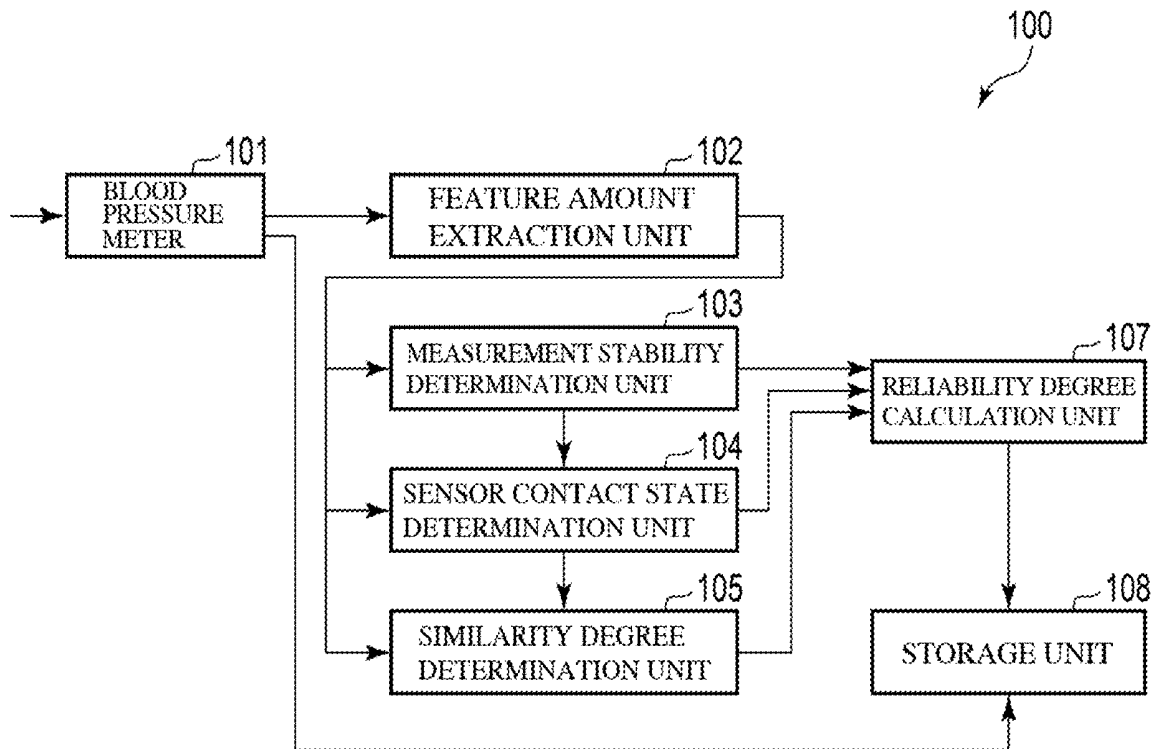 100
101
BLOOD
PRESSURE
METER
102
FEATURE AMOUNT
EXTRACTION UNIT
103
MEASUREMENT STABILITY
DETERMINATION UNIT
107
RELIABILITY DEGREE
CALCULATION UNIT
104
SENSOR CONTACT STATE
DETERMINATION UNIT
105
SIMILARITY DEGREE
DETERMINATION UNIT
108
STORAGE UNIT